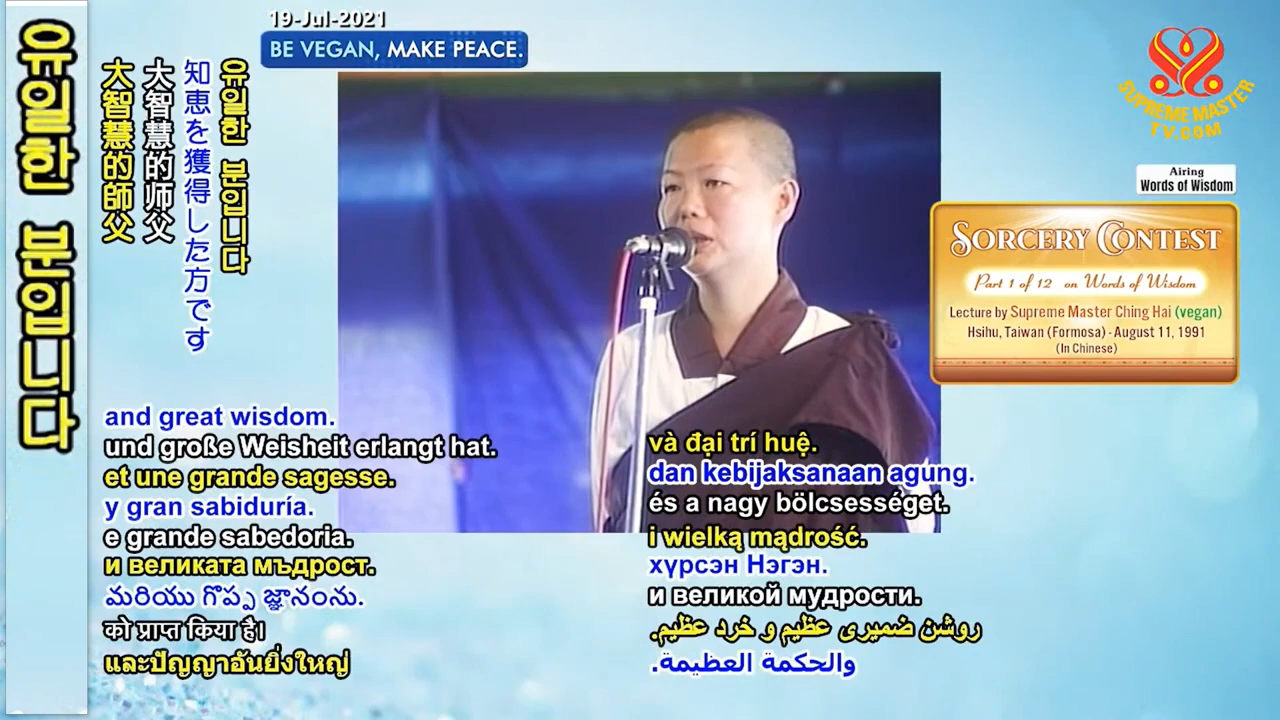 19-Jul-2021
BE VEGAN, MAKE PEACE.
유일한 분입니다
유일한 분입니다
知恵を獲得した方です
大智慧的师父
大智慧的師父
SUPREME MASTER
TV.COM
Airing
Words of Wisdom
SORCERY CONTEST
Part 1 of 12 on Words of Wisdom
Lecture by Supreme Master Ching Hai (vegan)
Hsihu, Taiwan (Formosa) - August 11, 1991
(In Chinese)
and great wisdom.
und große Weisheit erlangt hat.
et une grande sagesse.
y gran sabiduría.
e grande sabedoria.
и великата мъдрост.
మరియు గొప్ప జ్ఞానంను.
को प्राप्त किया है।
และปัญญาอันยิ่งใหญ่
và đại trí huệ.
dan kebijaksanaan agung.
és a nagy bölcsességet.
i wielką mądrość.
хүрсэн Нэгэн.
и великой мудрости.
روشن ضمیری عظیم و خرد عظیم.
والحكمة العظيمة.